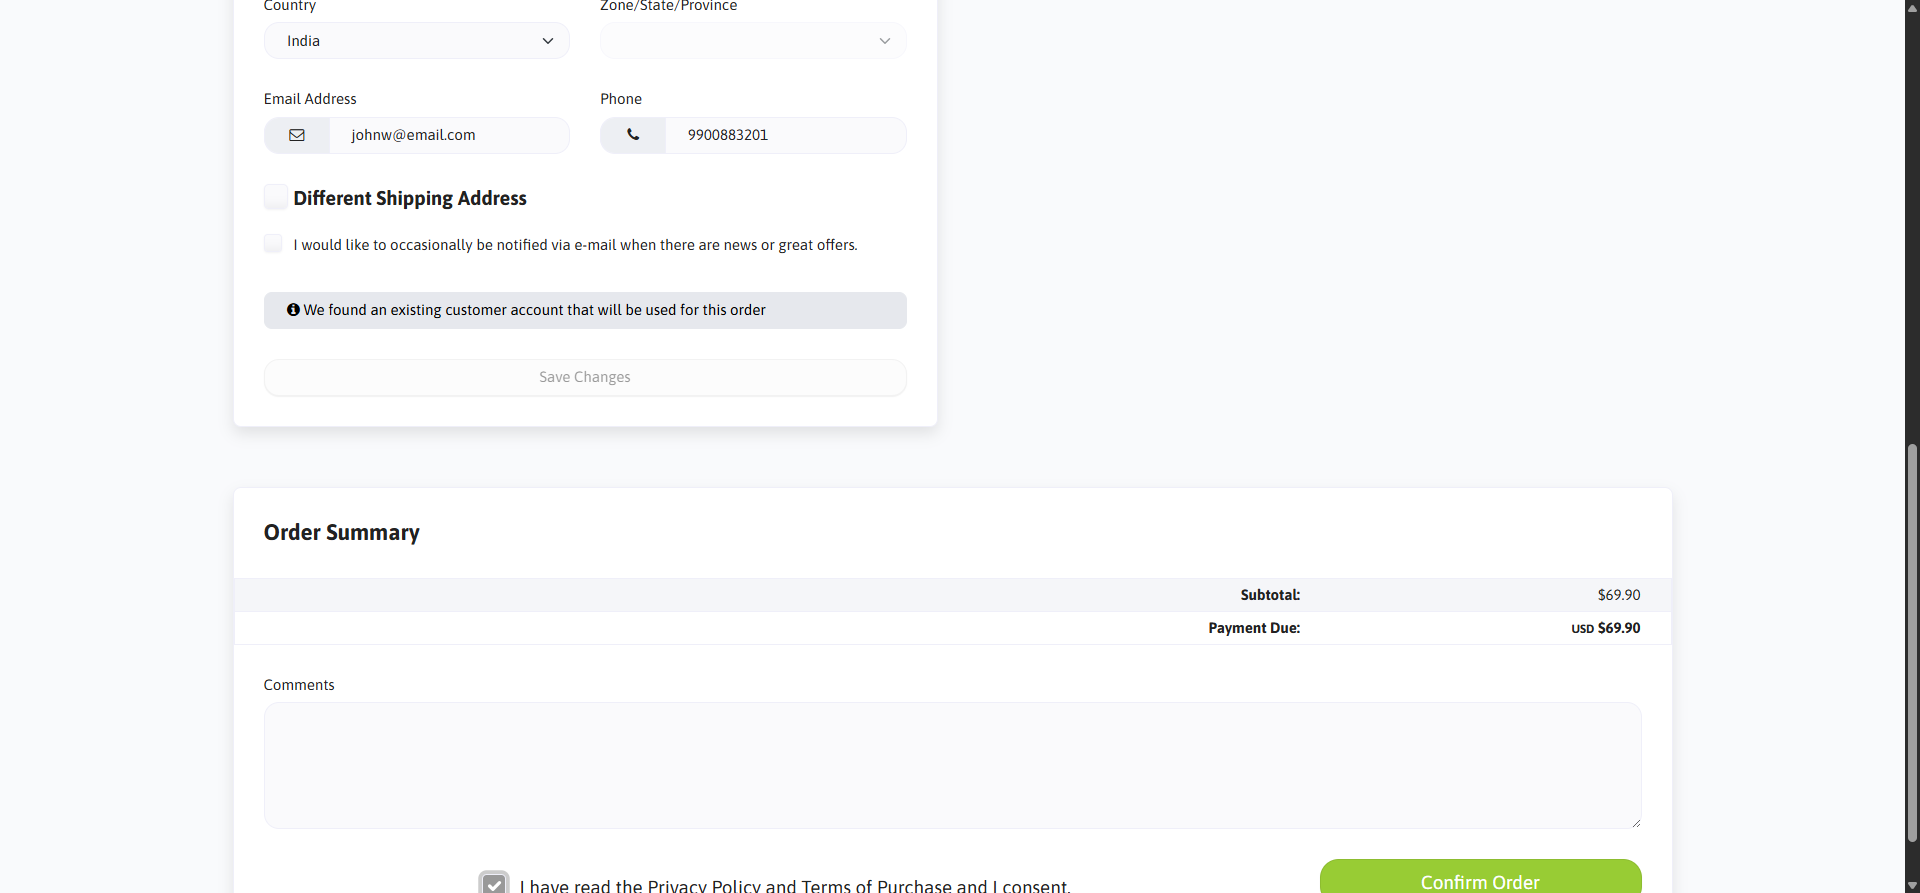 Country
Zone/State/Province
India
Email Address
Phone
johnw@email.com
9900883201
Different Shipping Address
I would like to occasionally be notified via e-mail when there are news or great offers.
We found an existing customer account that will be used for this order
Save Changes
Order Summary
Subtotal: $69.90
Payment Due: USD $69.90
Comments
I have read the Privacy Policy and Terms of Purchase and I consent.
Confirm Order